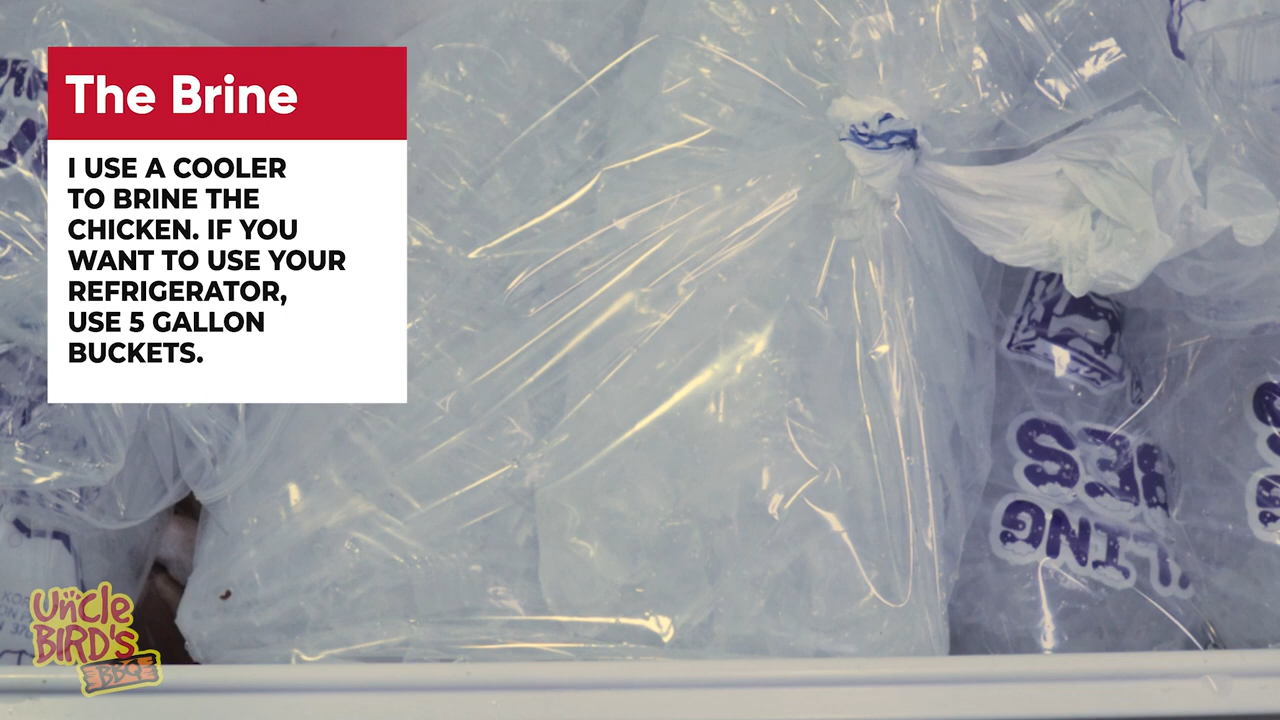 The Brine
I USE A COOLER
TO BRINE THE
CHICKEN. IF YOU
WANT TO USE YOUR
REFRIGERATOR,
USE 5 GALLON
BUCKETS.
Uncle
BIRD'S
BBQ